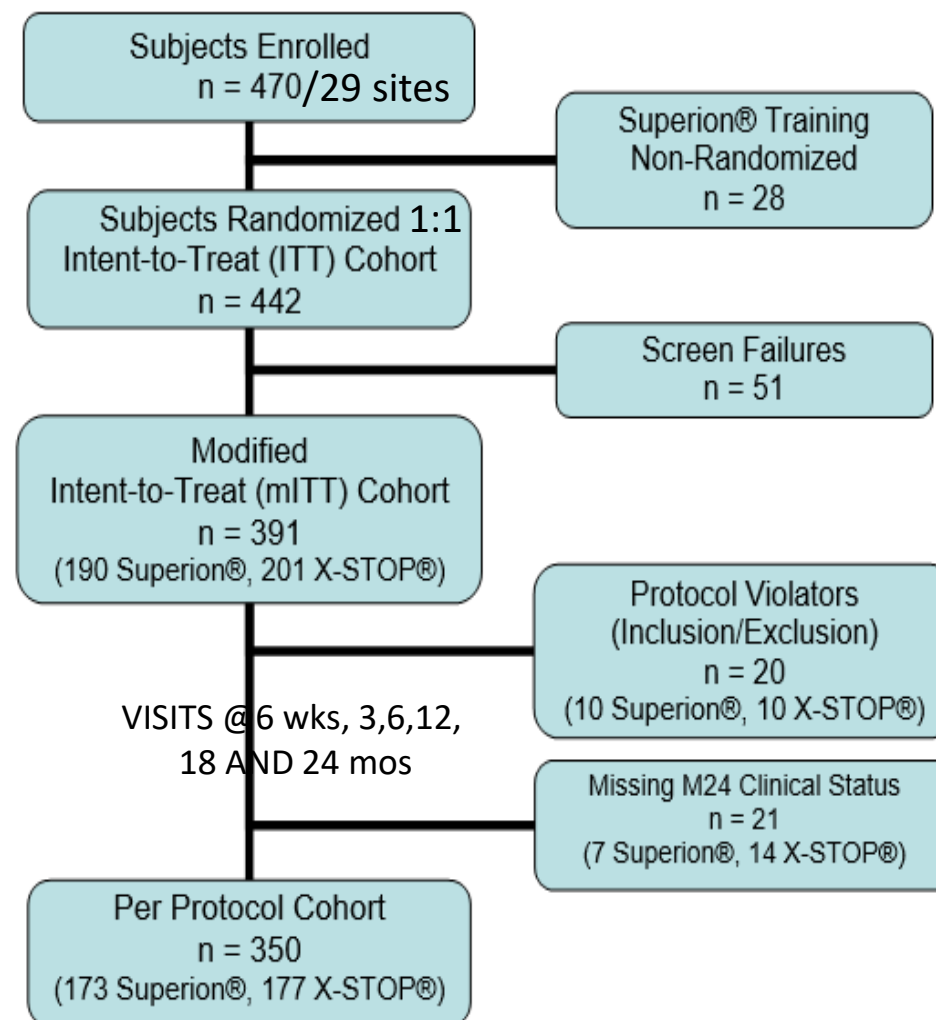 Subjects Enrolled
n = 470/29 sites
Superion® Training
Non-Randomized
n = 28
Subjects Randomized 1:1
Intent-to-Treat (ITT) Cohort
n = 442
Screen Failures
n = 51
Modified
Intent-to-Treat (mITT) Cohort
n = 391
(190 Superion®, 201 X-STOP®)
Protocol Violators
(Inclusion/Exclusion)
n = 20
(10 Superion®, 10 X-STOP®)
VISITS @ 6 wks, 3,6,12,
18 AND 24 mos
Missing M24 Clinical Status
n = 21
(7 Superion®, 14 X-STOP®)
Per Protocol Cohort
n = 350
(173 Superion®, 177 X-STOP®)